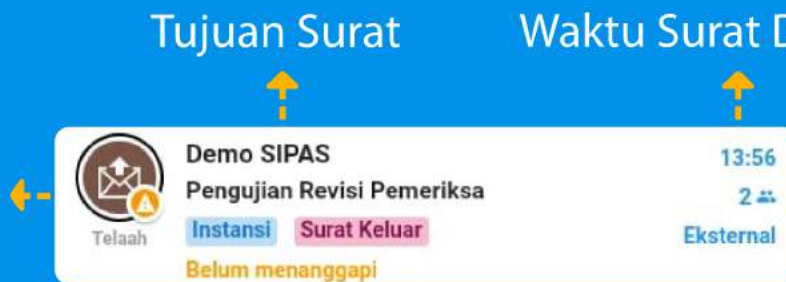 Tujuan Surat
Waktu Surat
Demo SIPAS
13:56
Pengujian Revisi Pemeriksa
2
Telaah
Instansi
Surat Keluar
Eksternal
Belum menanggapi